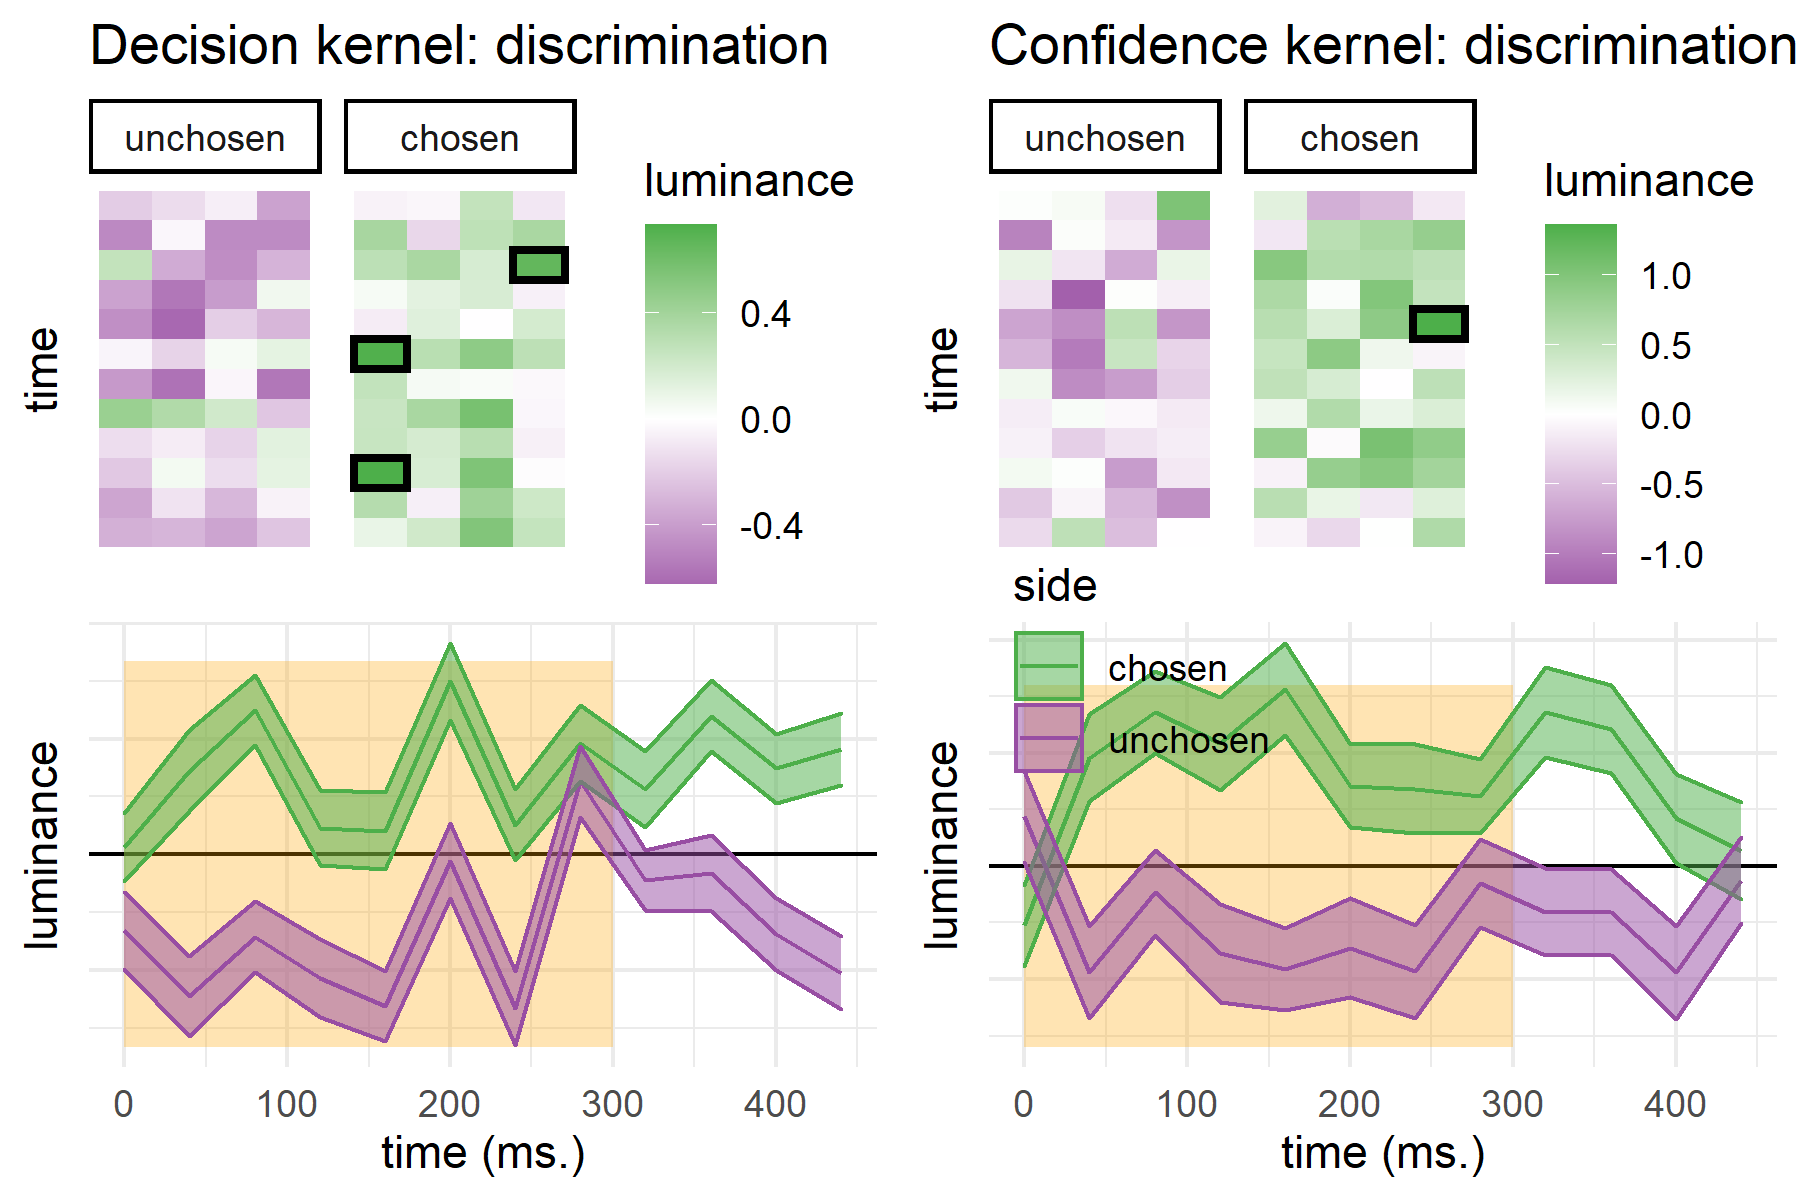 Decision kernel: discrimination
unchosen
chosen
luminance
0.4
0.0
-0.4
time
luminance
0
100
200
300
400
time (ms.)
Confidence kernel: discrimination
unchosen
chosen
luminance
1.0
0.5
0.0
-0.5
-1.0
time
side
chosen
unchosen
luminance
0
100
200
300
400
time (ms.)